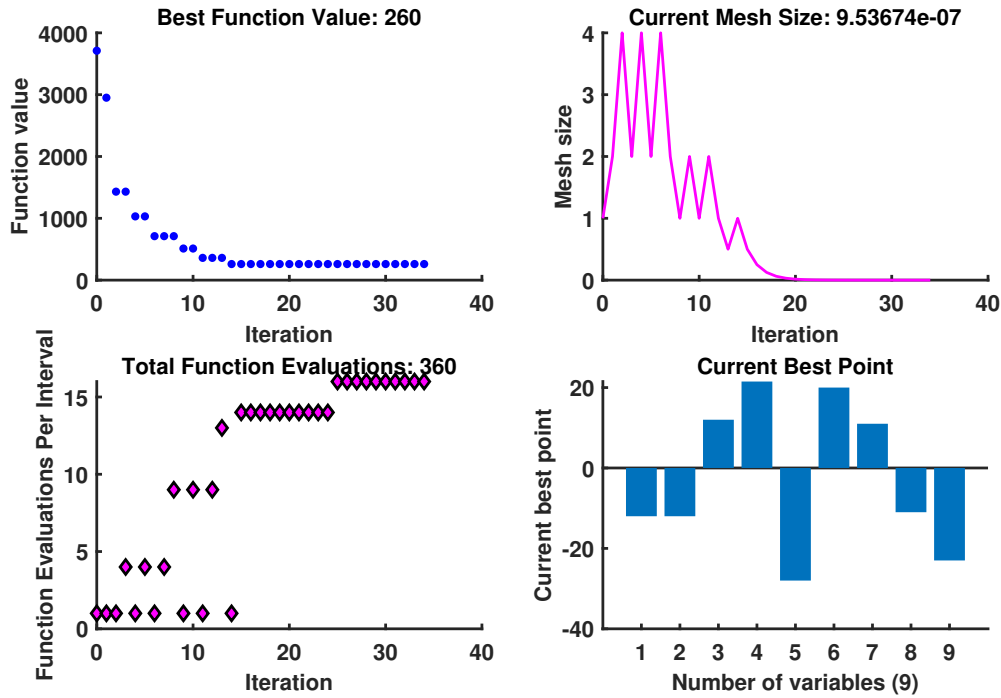 Best Function Value: 260
Function value
4000
3000
2000
1000
0
0
10
20
30
40
Iteration
Current Mesh Size: 9.53674e-07
Mesh size
4
3
2
1
0
0
10
20
30
40
Iteration
Total Function Evaluations: 360
Function Evaluations Per Interval
15
10
5
0
0
10
20
30
40
Iteration
Current Best Point
Current best point
20
0
-20
-40
1 2 3 4 5 6 7 8 9
Number of variables (9)